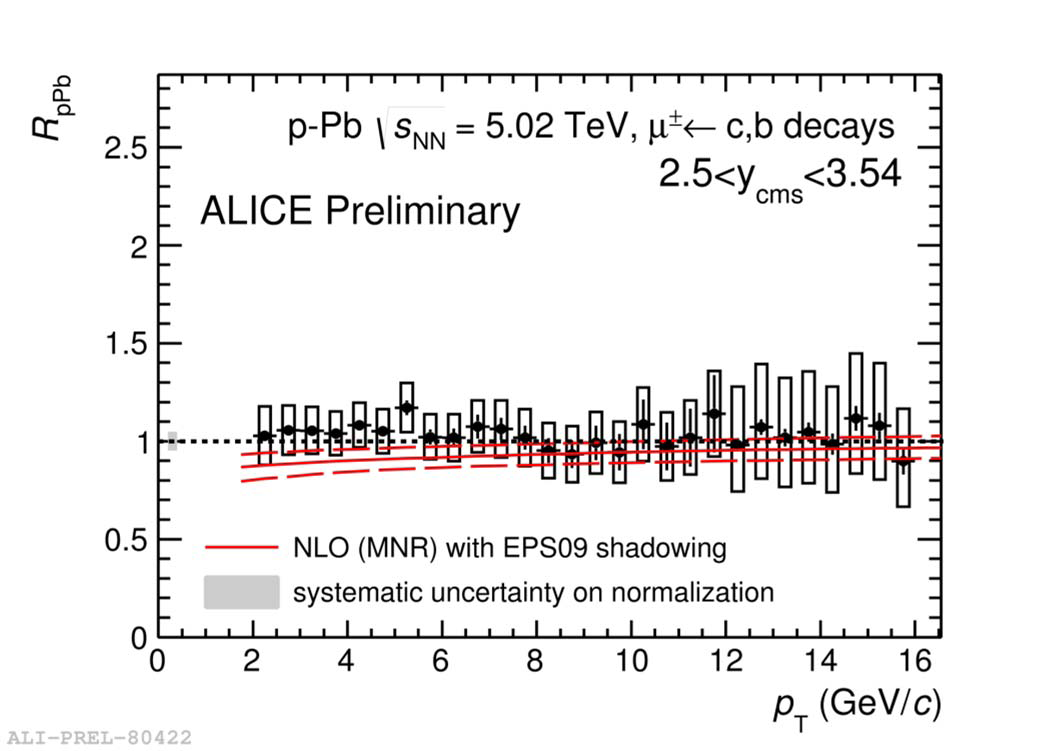 R_pPb
p-Pb √s_NN = 5.02 TeV, μ± ← c,b decays
2.5<y_cms<3.54
ALICE Preliminary
2.5
2
1.5
1
0.5
0
NLO (MNR) with EPS09 shadowing
systematic uncertainty on normalization
0 2 4 6 8 10 12 14 16
p_T (GeV/c)
ALI-PREL-80422